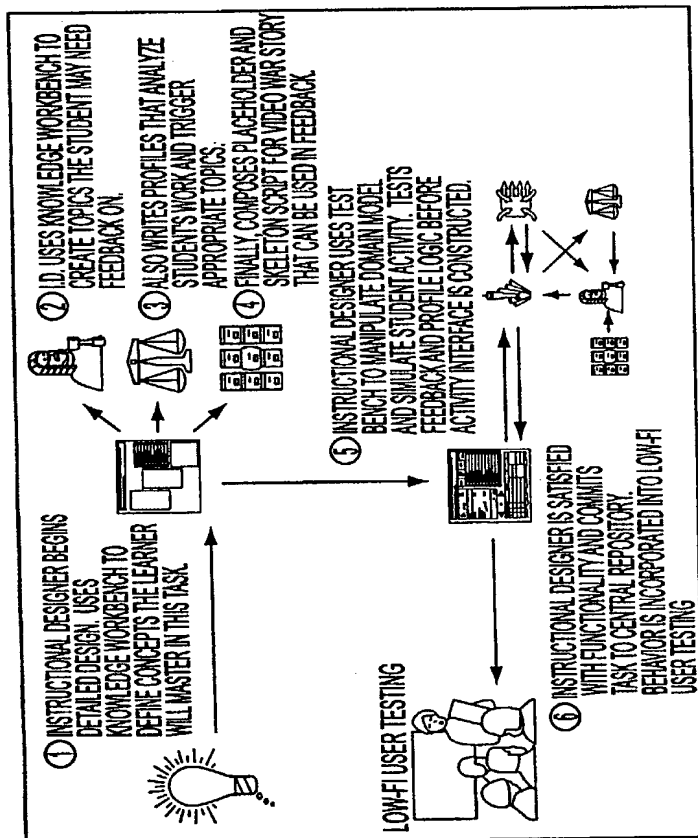 ① INSTRUCTIONAL DESIGNER BEGINS
DETAILED DESIGN. USES
KNOWLEDGE WORKBENCH TO
DEFINE CONCEPTS THE LEARNER
WILL MASTER IN THIS TASK.
② I.D. USES KNOWLEDGE WORKBENCH TO
CREATE TOPICS THE STUDENT MAY NEED
FEEDBACK ON.
③ ALSO WRITES PROFILES THAT ANALYZE
STUDENT'S WORK AND TRIGGER
APPROPRIATE TOPICS.
④ FINALLY, COMPOSES PLACEHOLDER AND
SKELETON SCRIPT FOR VIDEO WAR STORY
THAT CAN BE USED IN FEEDBACK.
⑤ INSTRUCTIONAL DESIGNER USES TEST
BENCH TO MANIPULATE DOMAIN MODEL
AND SIMULATE STUDENT ACTIVITY. TESTS
FEEDBACK AND PROFILE LOGIC BEFORE
ACTIVITY INTERFACE IS CONSTRUCTED.
LOW-FI USER TESTING
⑥ INSTRUCTIONAL DESIGNER IS SATISFIED
WITH FUNCTIONALITY AND COMMITS
TASK TO CENTRAL REPOSITORY.
BEHAVIOR IS INCORPORATED INTO LOW-FI
USER TESTING